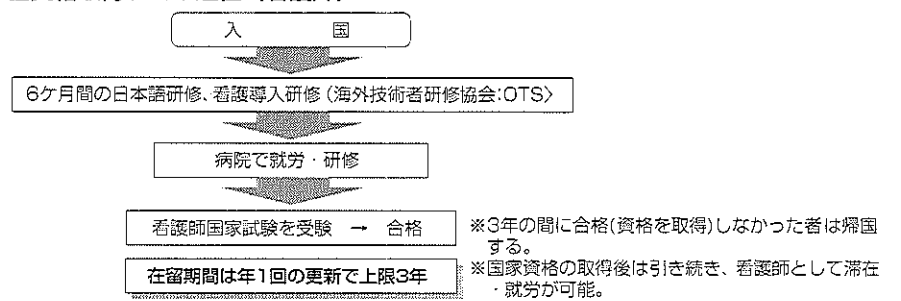 入 国
6ケ月間の日本語研修、看護導入研修(海外技術者研修協会:OTS〉
病院で就労・研修
看護師国家試験を受験 → 合格
※3年の間に合格(資格を取得)しなかった者は帰国
する。
在留期間は年1回の更新で上限3年
※国家資格の取得後は引き続き、看護師として滞在
・就労が可能。